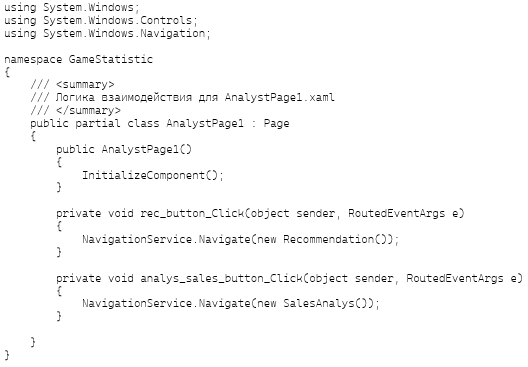 using System.Windows;
using System.Windows.Controls;
using System.Windows.Navigation;

namespace GameStatistic
{
    /// <summary>
    /// Логика взаимодействия для AnalystPage1.xaml
    /// </summary>
    public partial class AnalystPage1 : Page
    {
        public AnalystPage1()
        {
            InitializeComponent();
        }

        private void rec_button_Click(object sender, RoutedEventArgs e)
        {
            NavigationService.Navigate(new Recommendation());
        }

        private void analys_sales_button_Click(object sender, RoutedEventArgs e)
        {
            NavigationService.Navigate(new SalesAnalys());
        }

    }
}